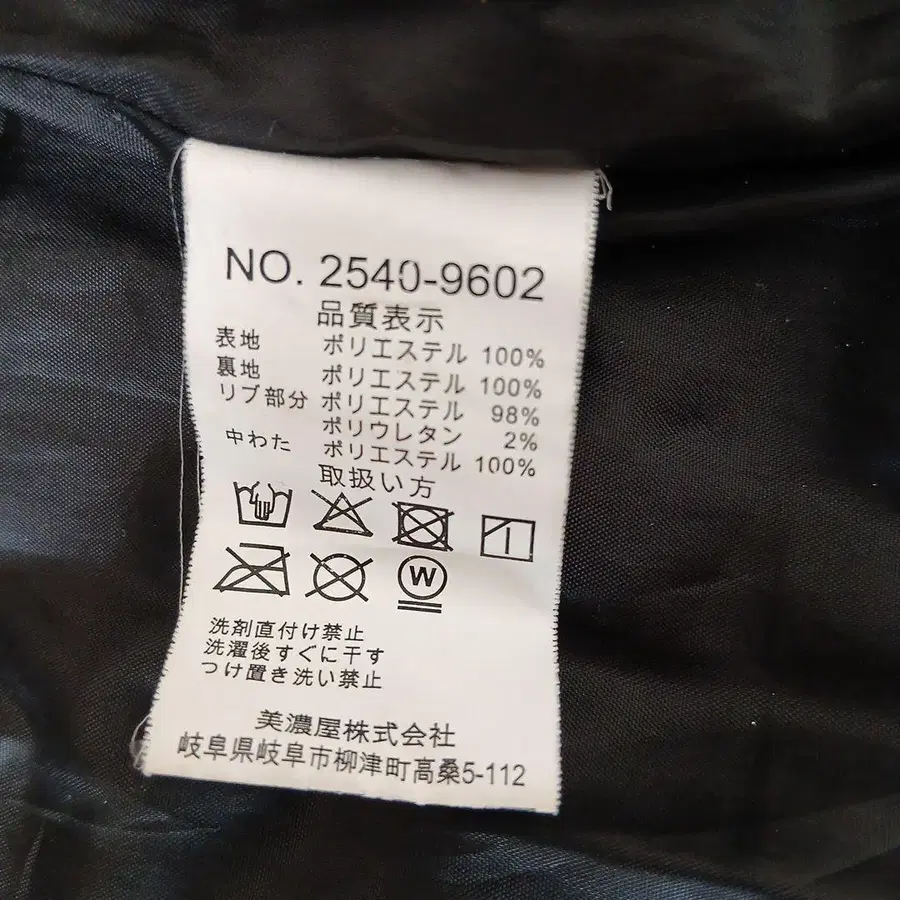 NO. 2540-9602
品質表示
表地 ポリエステル 100%
裏地 ポリエステル 100%
リブ部分 ポリエステル 98%
ポリウレタン 2%
中わた ポリエステル 100%
取扱い方
W
洗剤直付け禁止
洗濯後すぐに干す
つけ置き洗い禁止
美濃屋株式会社
岐阜県岐阜市柳津町高桑5-112